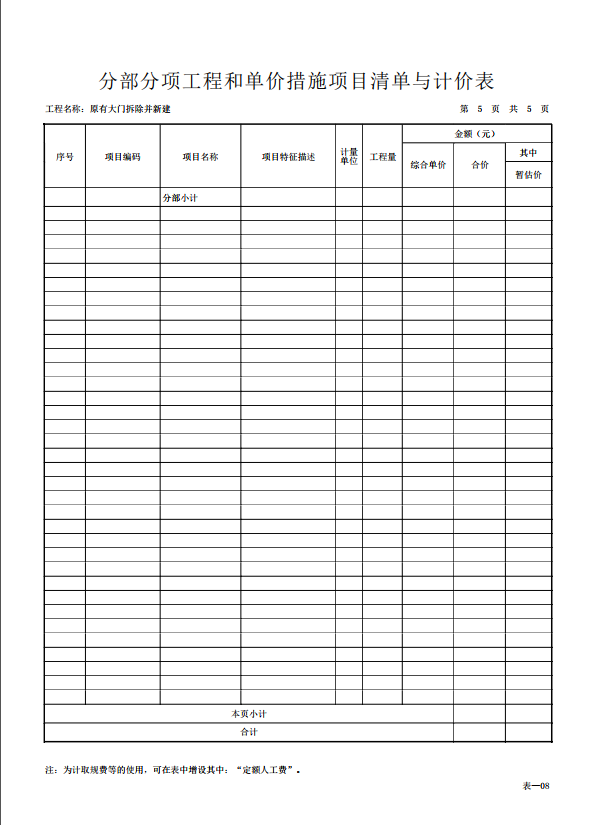 分部分项工程和单价措施项目清单与计价表
工程名称：原有大门拆除并新建 第 5 页 共 5 页
序号 项目编码 项目名称 项目特征描述 计量单位 工程量 金额（元）
综合单价 合价 其中
暂估价
分部小计
本页小计
合计
注：为计取规费等的使用，可在表中增设其中：“定额人工费”。
表—08